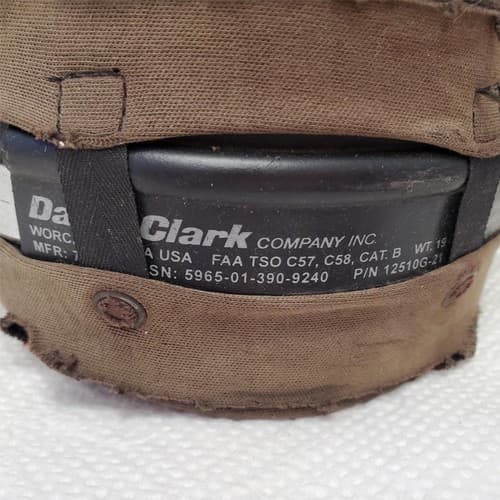 Da Clark COMPANY INC.
WORC A USA FAA TSO C57, C58, CAT. B WT. 19
MFR: 7 SN: 5965-01-390-9240 P/N 12510G-21